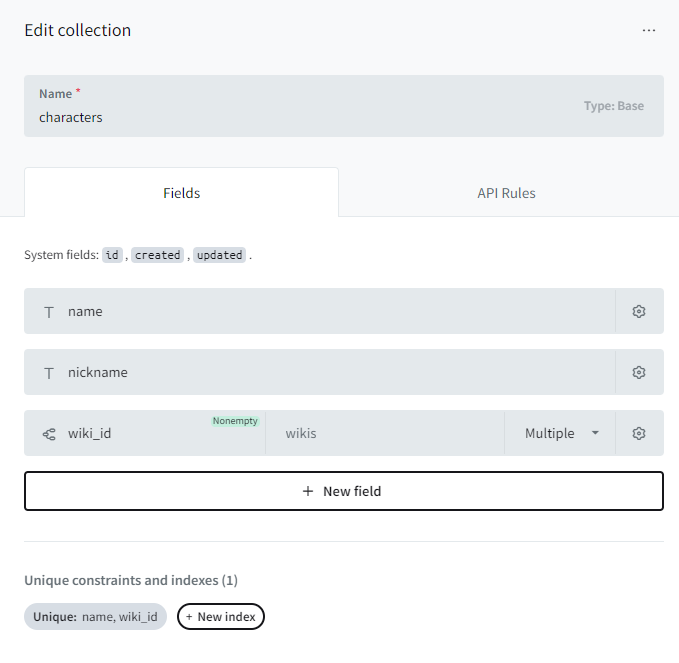 Edit collection
Name *
characters
Type: Base
Fields
API Rules
System fields: id , created , updated .
name
nickname
wiki_id
Nonempty
wikis
Multiple
+ New field
Unique constraints and indexes (1)
Unique: name, wiki_id
+ New index